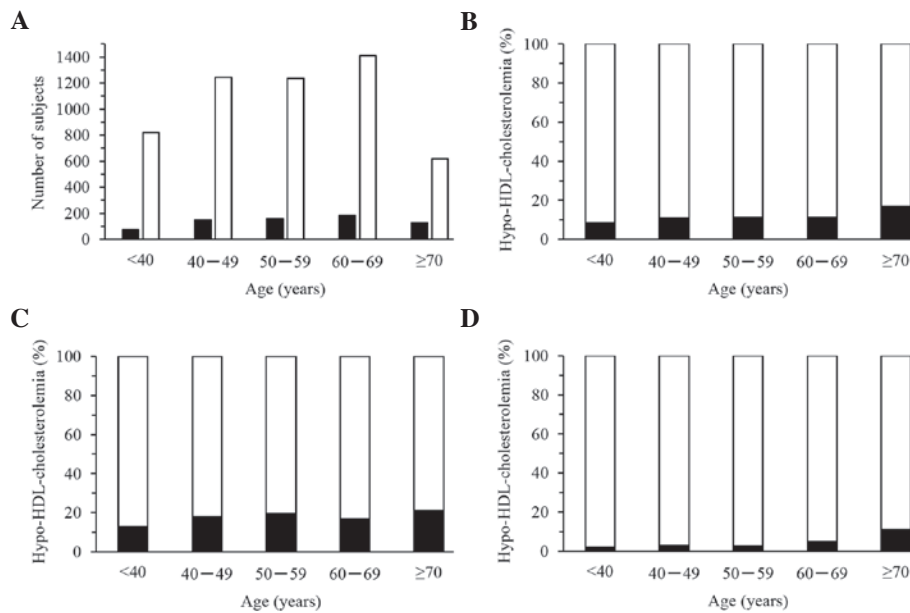 A
Number of subjects
1400
1200
1000
800
600
400
200
0
<40 40−49 50−59 60−69 ≥70
Age (years)
B
Hypo-HDL-cholesterolemia (%)
100
80
60
40
20
0
<40 40−49 50−59 60−69 ≥70
Age (years)
C
Hypo-HDL-cholesterolemia (%)
100
80
60
40
20
0
<40 40−49 50−59 60−69 ≥70
Age (years)
D
Hypo-HDL-cholesterolemia (%)
100
80
60
40
20
0
<40 40−49 50−59 60−69 ≥70
Age (years)